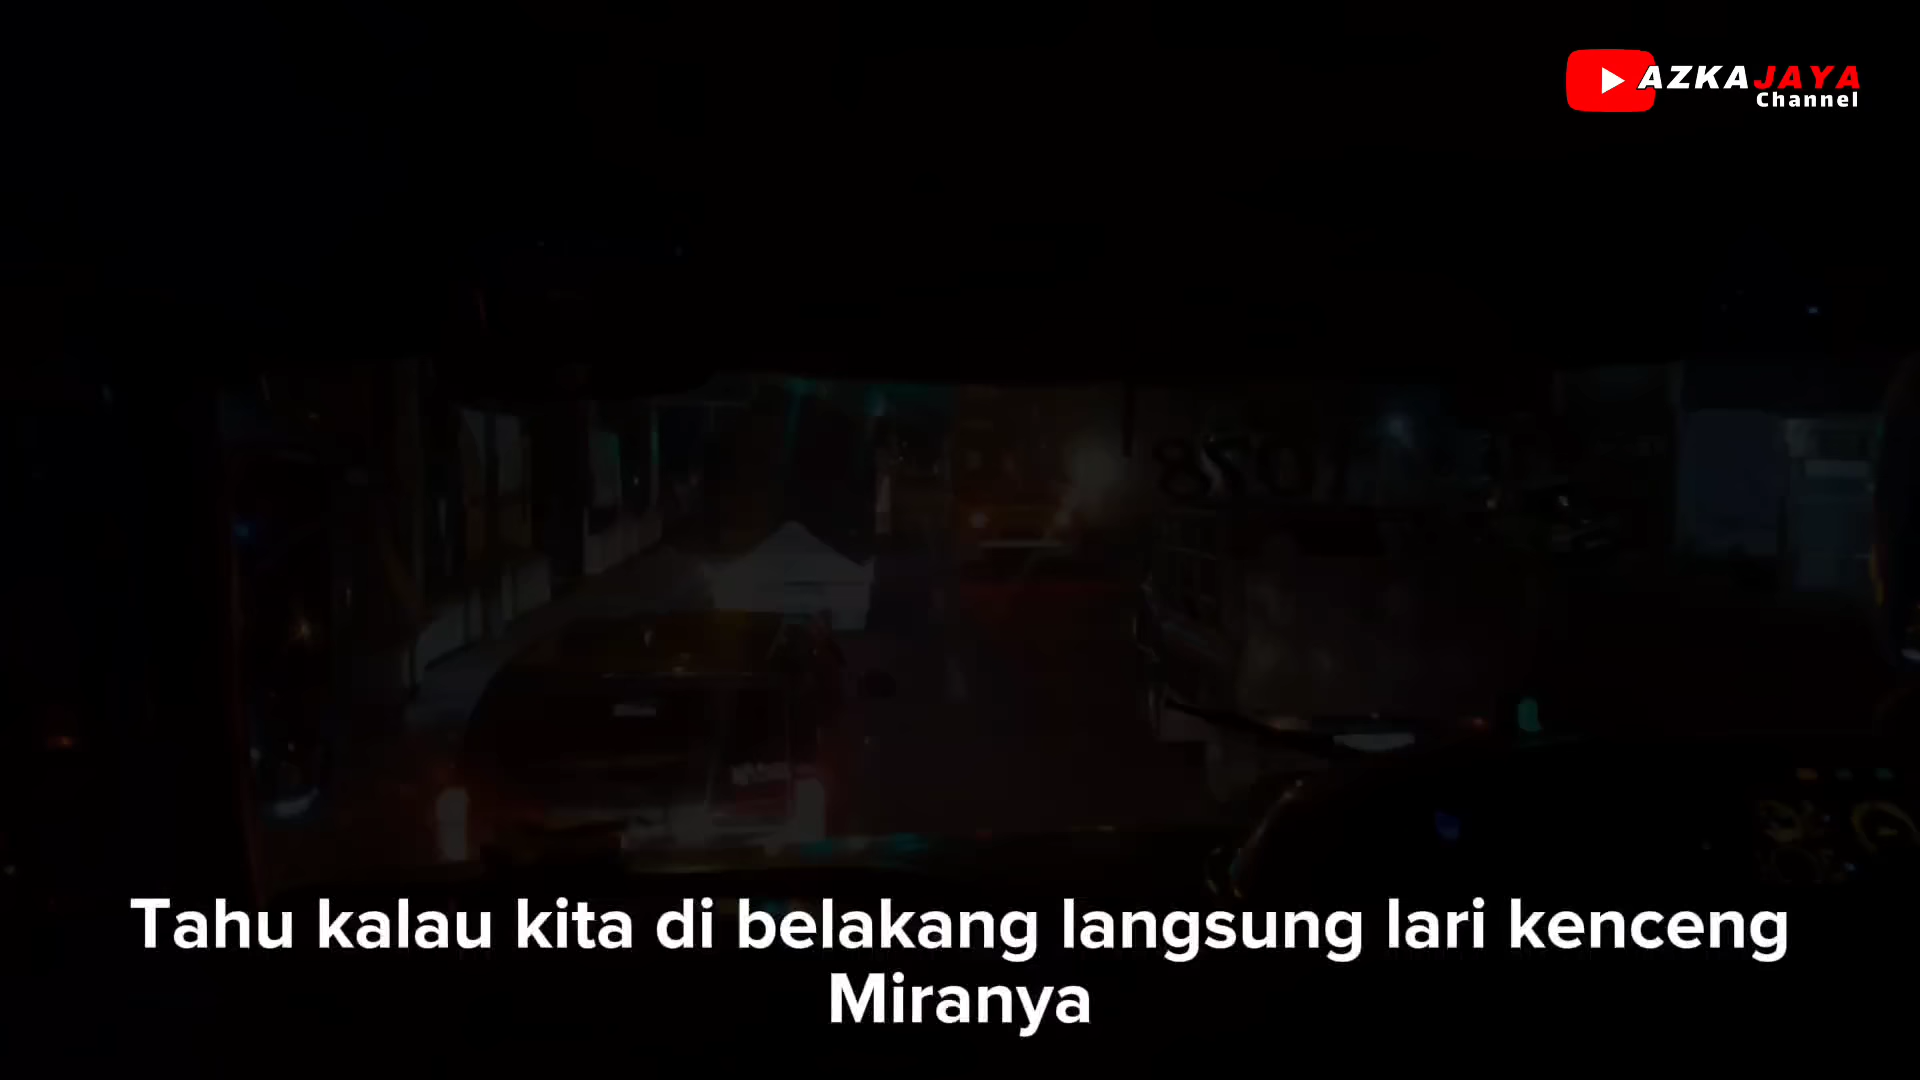 AZKAJAYA
Channel
Tahu kalau kita di belakang langsung lari kenceng
Miranya